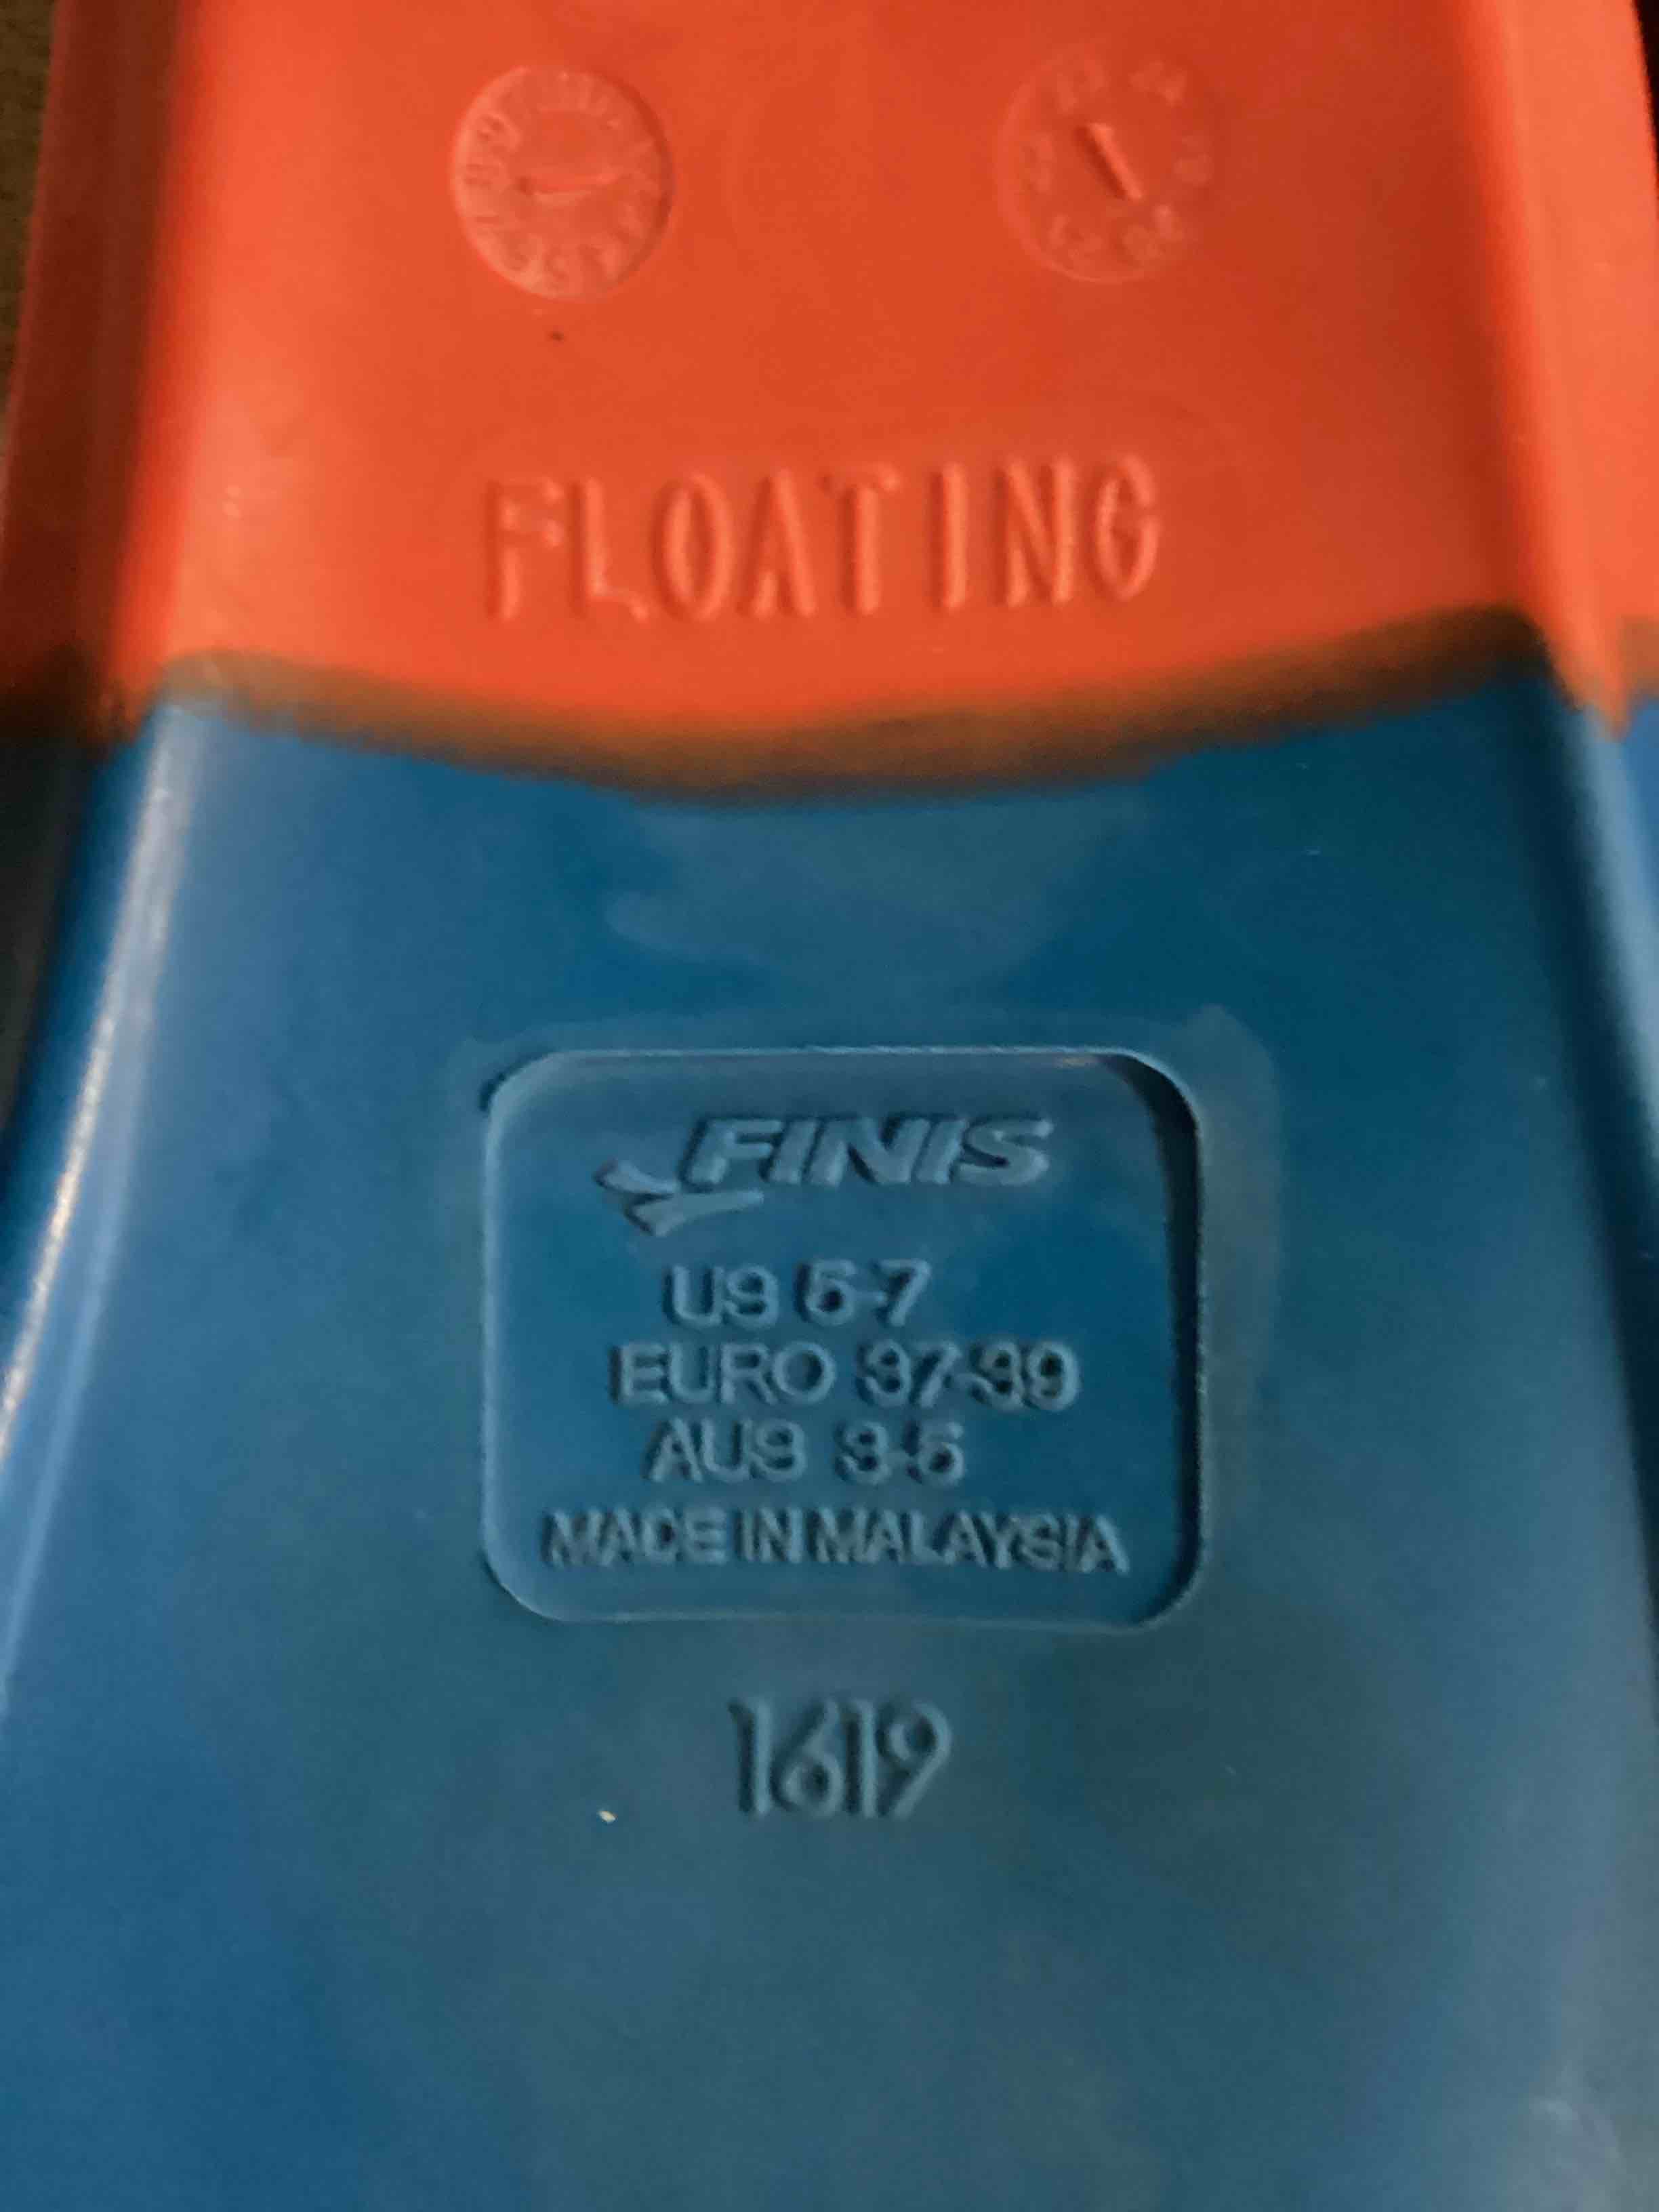 FLOATING
FINIS
US 5-7
EURO 37-39
AUS 3-5
MADE IN MALAYSIA
1619